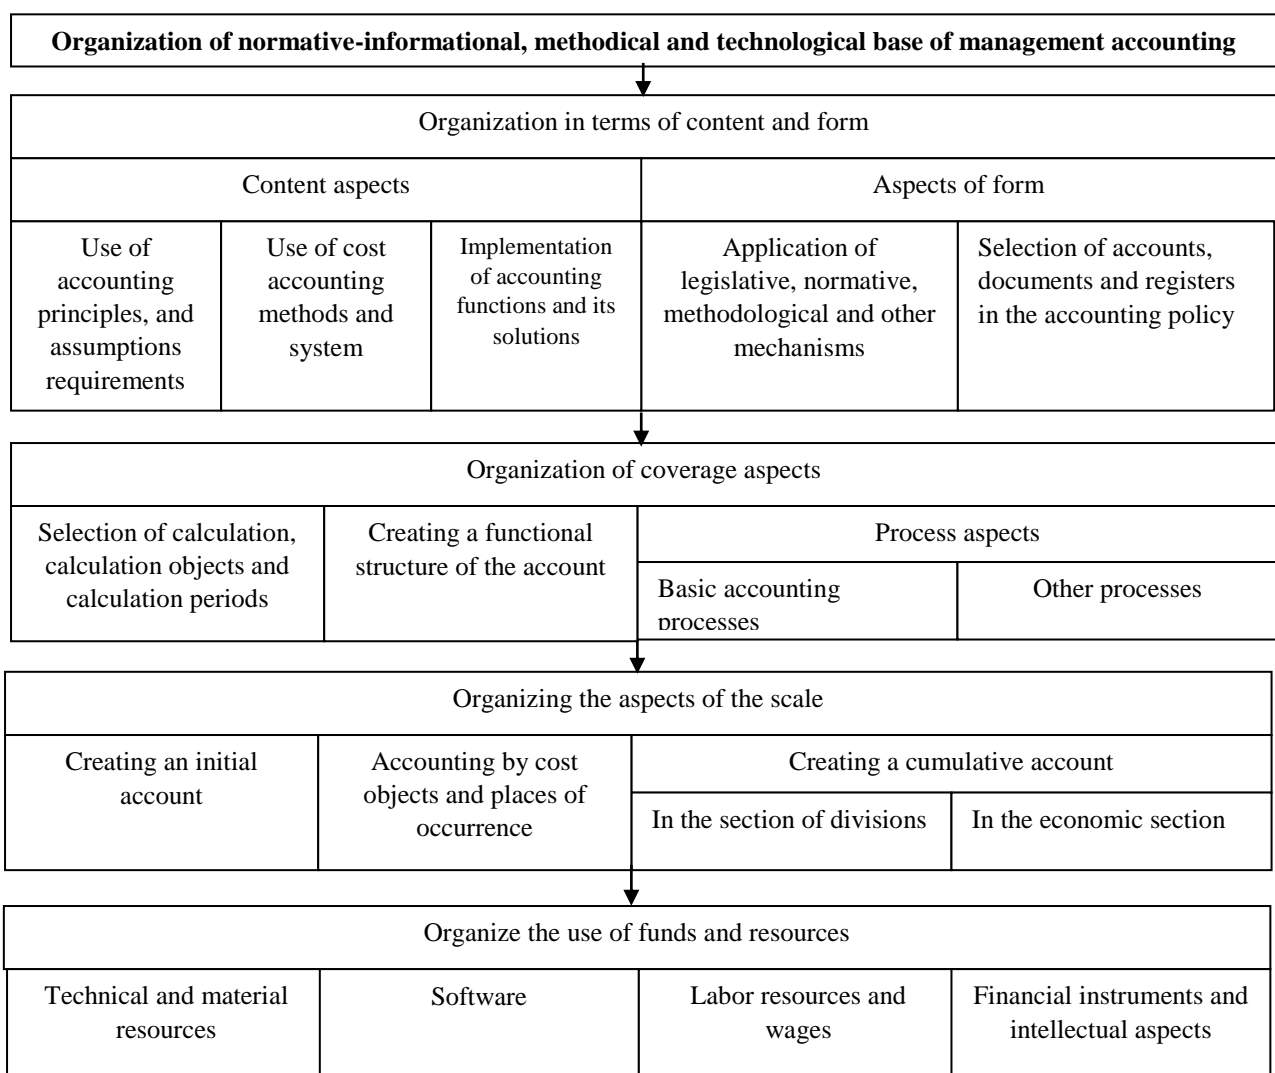 Organization of normative-informational, methodical and technological base of management accounting
Organization in terms of content and form
Content aspects
Aspects of form
Use of
accounting
principles, and
assumptions
requirements
Use of cost
accounting
methods and
system
Implementation
of accounting
functions and its
solutions
Application of
legislative, normative,
methodological and other
mechanisms
Selection of accounts,
documents and registers
in the accounting policy
Organization of coverage aspects
Selection of calculation,
calculation objects and
calculation periods
Creating a functional
structure of the account
Process aspects
Basic accounting
processes
Other processes
Organizing the aspects of the scale
Creating an initial
account
Accounting by cost
objects and places of
occurrence
Creating a cumulative account
In the section of divisions
In the economic section
Organize the use of funds and resources
Technical and material
resources
Software
Labor resources and
wages
Financial instruments and
intellectual aspects